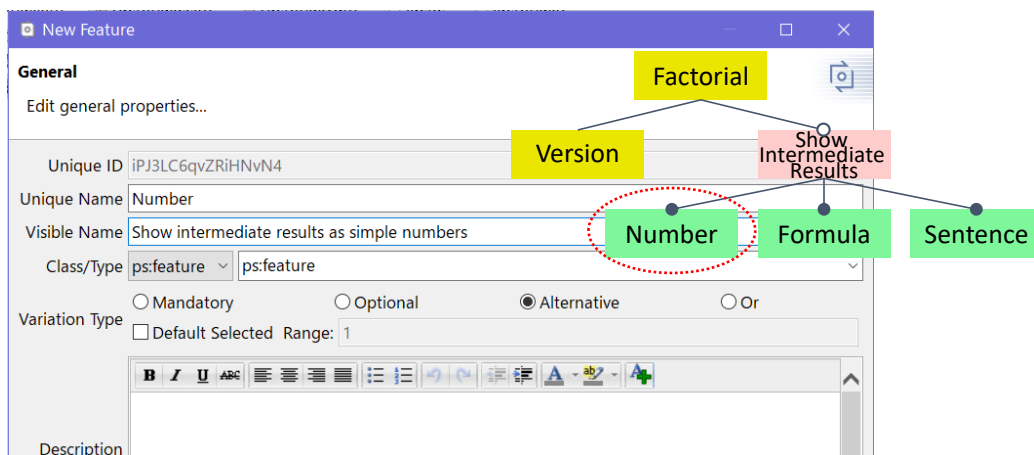 New Feature
General
Edit general properties...
Factorial
Version
Show
Intermediate
Results
Unique ID iPJ3LC6qvZRiHNvN4
Unique Name Number
Visible Name Show intermediate results as simple numbers
Number Formula Sentence
Class/Type ps:feature ps:feature
Variation Type Mandatory Optional Alternative Or
Default Selected Range: 1
B I U ABC A ab A
Description